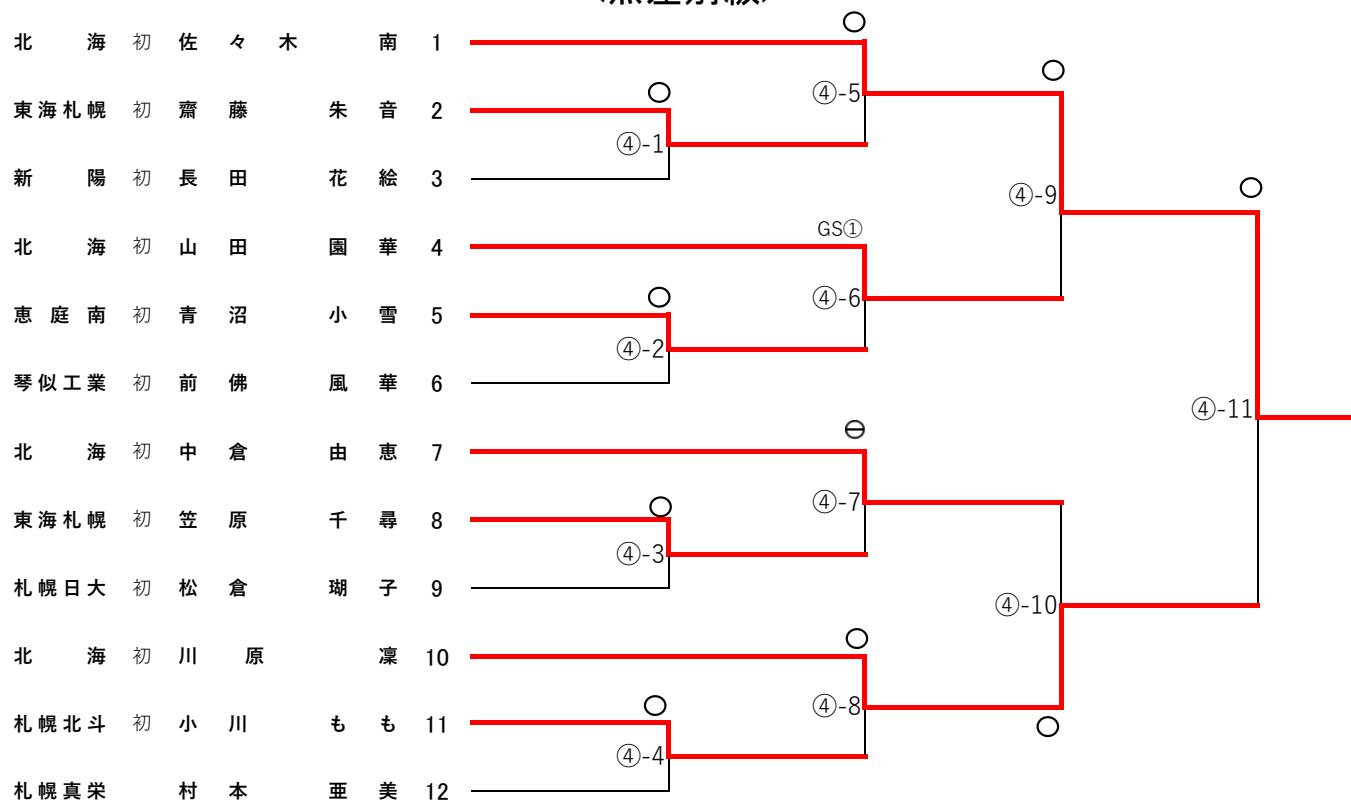 〈無差別級〉
北海 初 佐々木 南 1
東海札幌 初 齋藤 朱音 2
新陽 初 長田 花絵 3
北海 初 山田 園華 4
恵庭南 初 青沼 小雪 5
琴似工業 初 前佛 風華 6
北海 初 中倉 由恵 7
東海札幌 初 笠原 千尋 8
札幌日大 初 松倉 瑚子 9
北海 初 川原 凜 10
札幌北斗 初 小川 もも 11
札幌真栄 村本 亜美 12
④-1
④-2
④-3
④-4
④-5
GS①
④-6
④-7
④-8
④-9
④-10
④-11